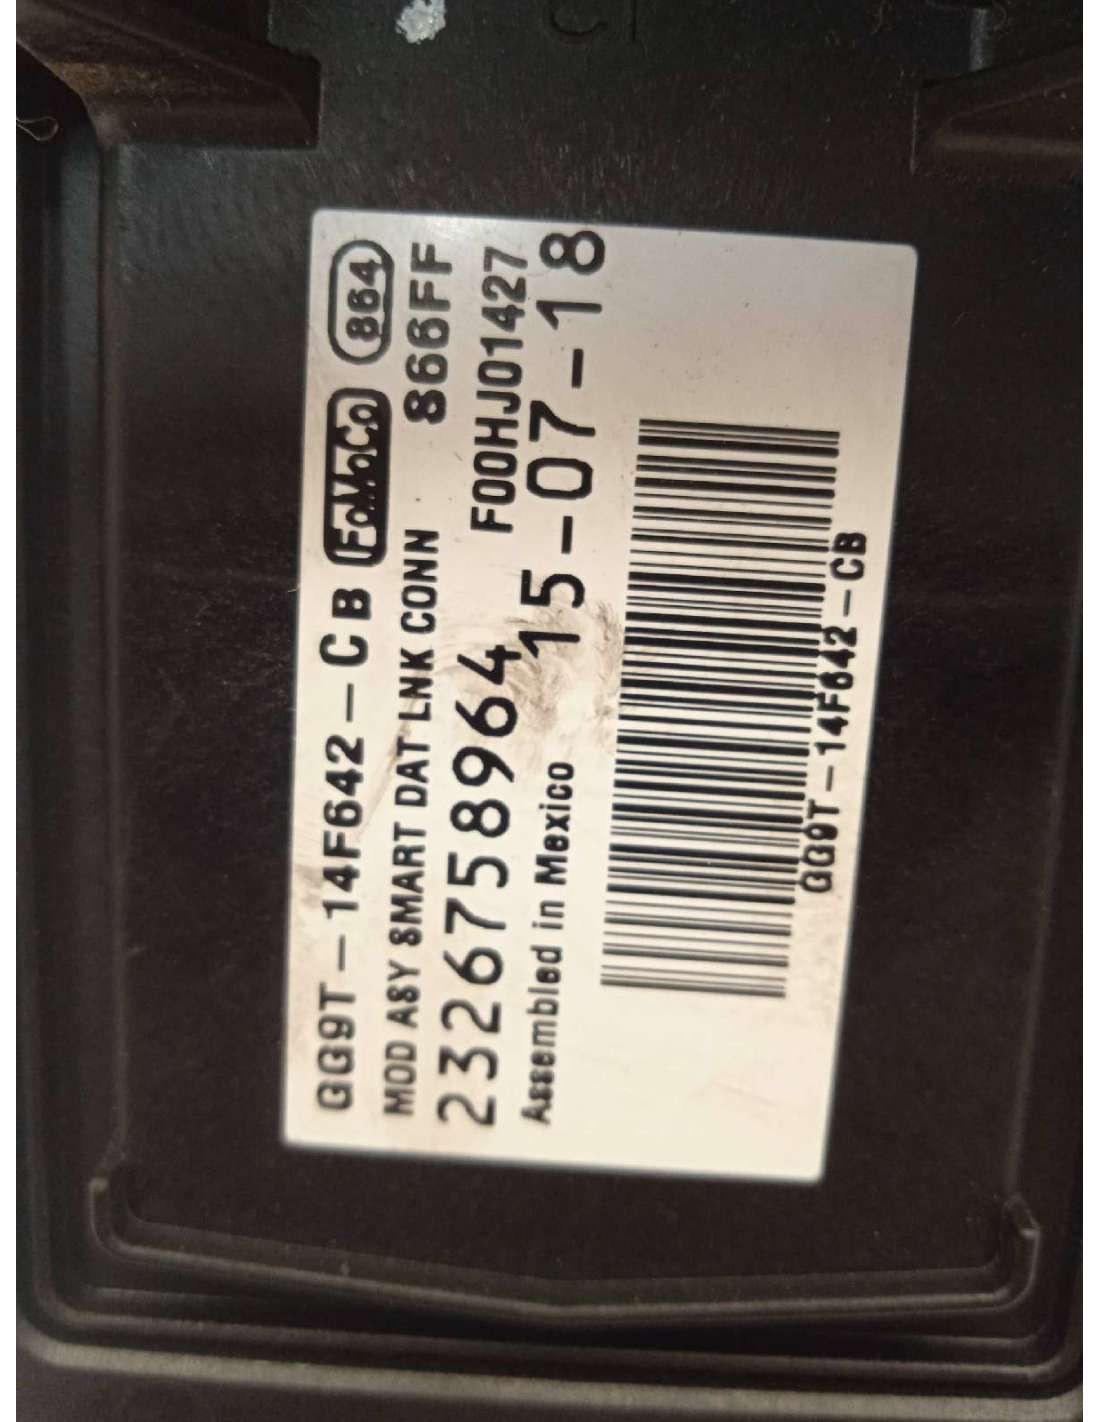 GG9T-14F642-CB FoMoCo 864
MOD ASY SMART DAT LNK CONN 866FF
2326758964 F00HJ01427
Assembled in Mexico 15-07-18
GG9T-14F642-CB